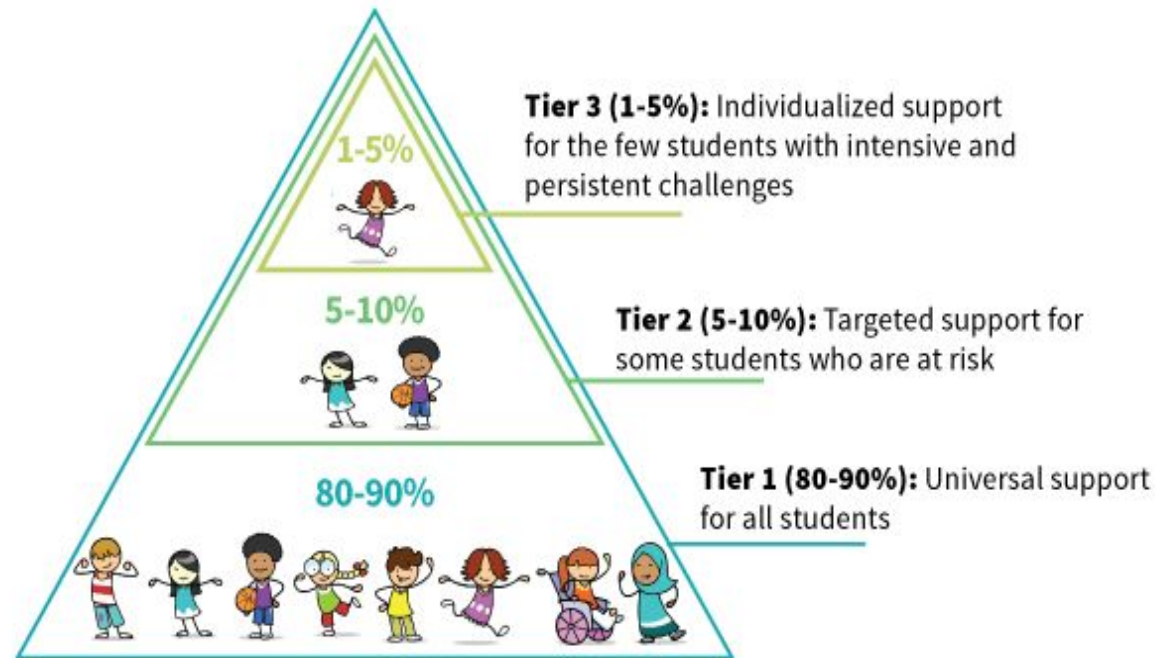 1-5%
Tier 3 (1-5%): Individualized support
for the few students with intensive and
persistent challenges
5-10%
Tier 2 (5-10%): Targeted support for
some students who are at risk
80-90%
Tier 1 (80-90%): Universal support
for all students